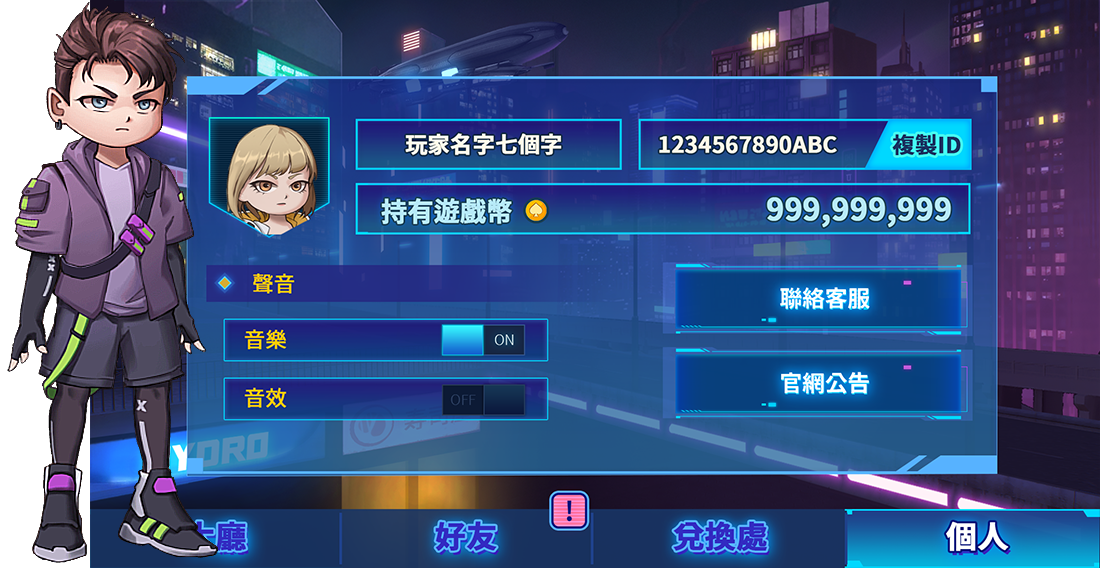 玩家名字七個字
1234567890ABC
複製ID
持有遊戲幣
999,999,999
聲音
音樂
ON
音效
OFF
聯絡客服
官網公告
YDRO
廳
好友
!
兌換處
個人